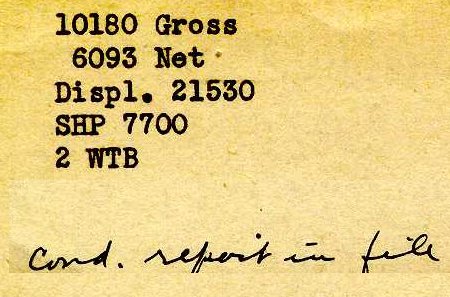 10180 Gross
6093 Net
Displ. 21530
SHP 7700
2 WTB
Cond. report in file